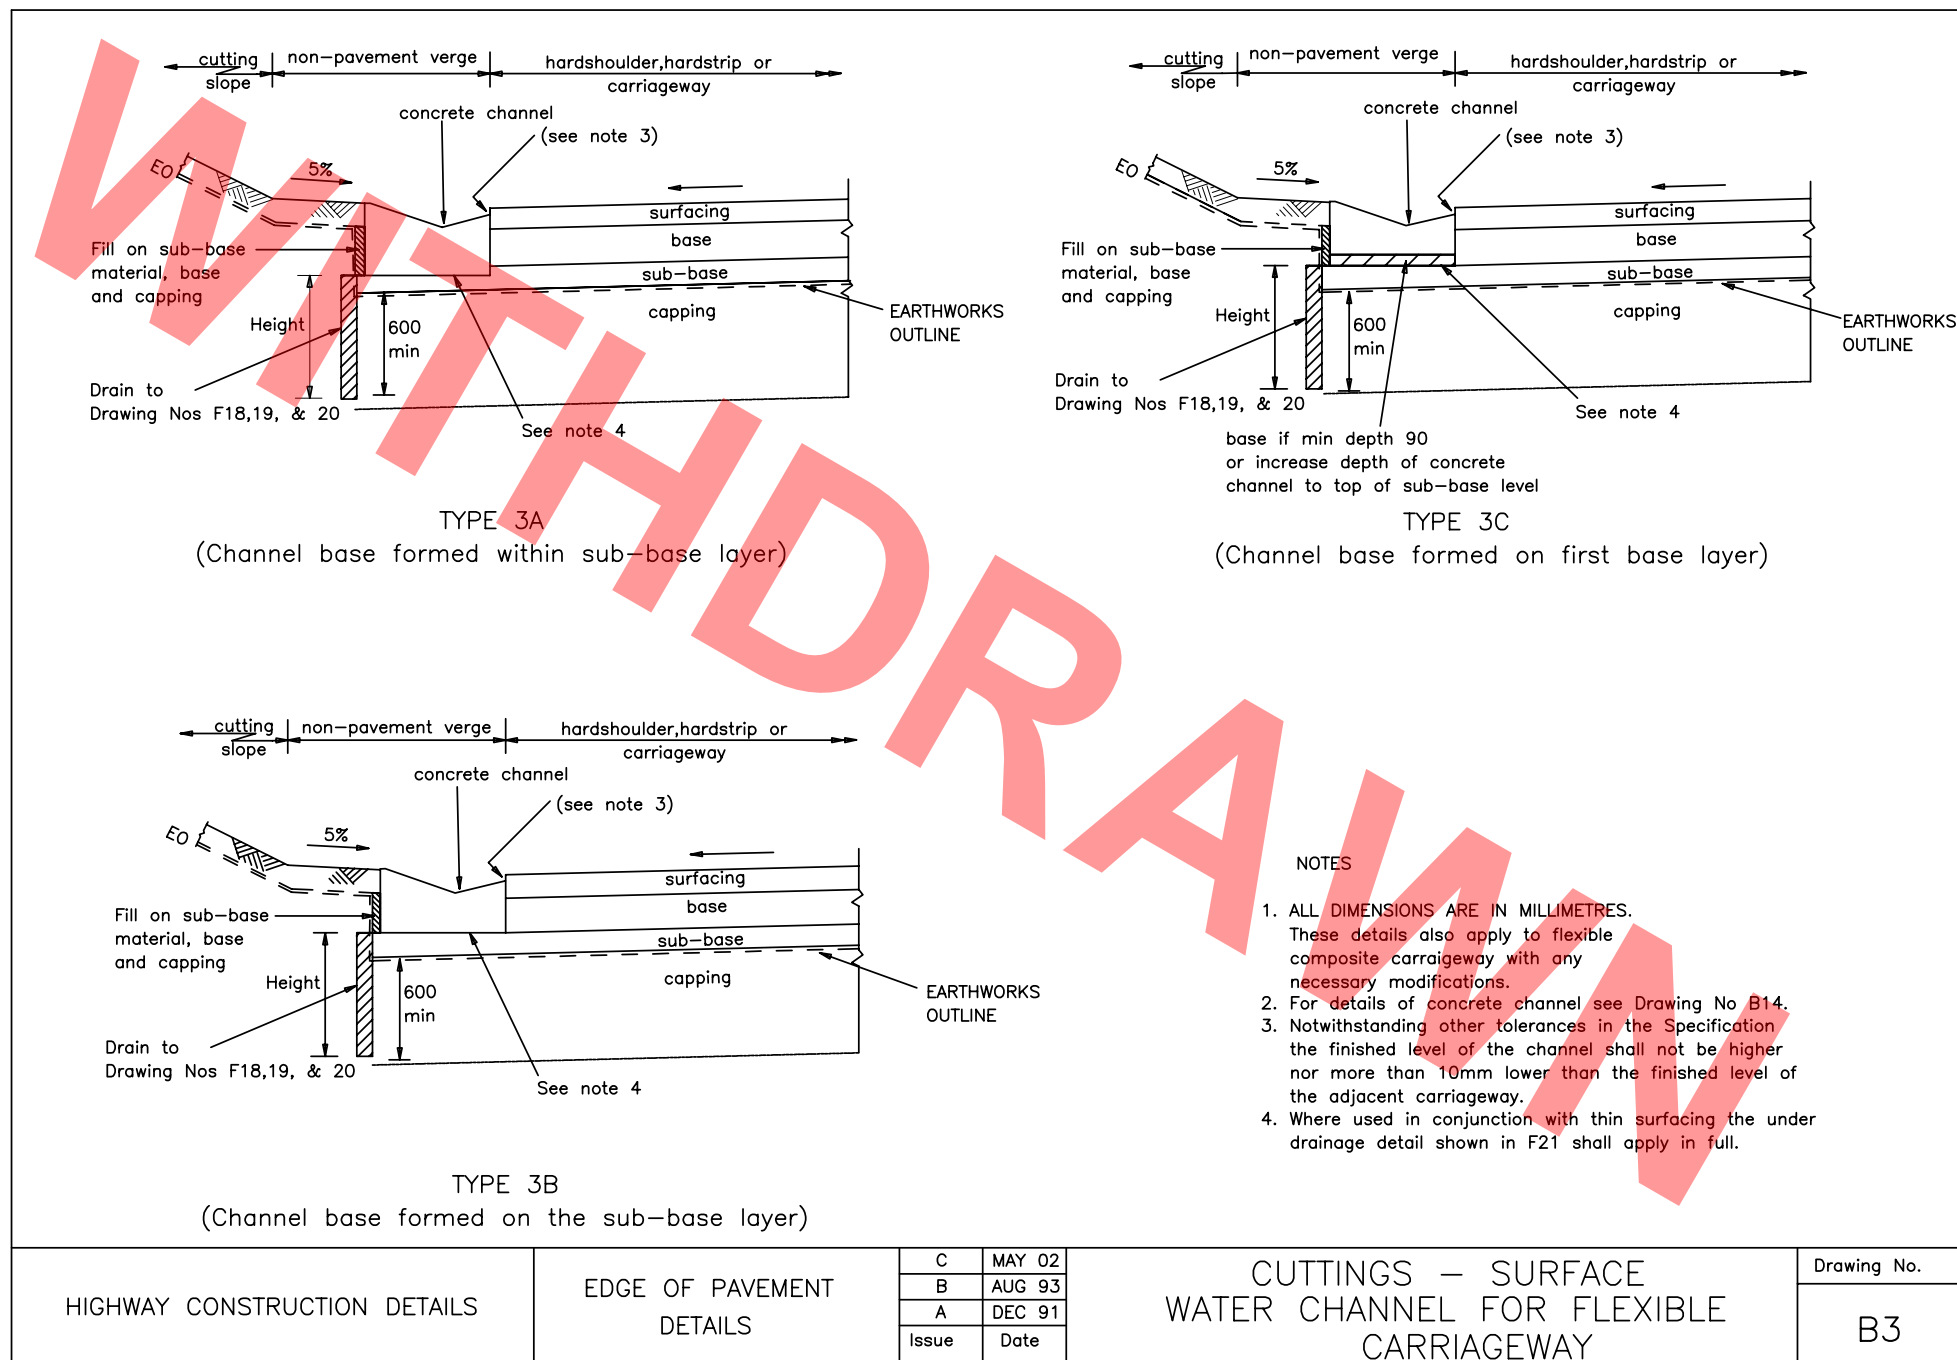 cutting
slope
non-pavement verge
hardshoulder,hardstrip or
carriageway
concrete channel
(see note 3)
EO
5%
surfacing
base
sub-base
capping
Fill on sub-base
material, base
and capping
Height
600
min
EARTHWORKS
OUTLINE
Drain to
Drawing Nos F18,19, & 20
See note 4
TYPE 3A
(Channel base formed within sub-base layer)
cutting
slope
non-pavement verge
hardshoulder,hardstrip or
carriageway
concrete channel
(see note 3)
EO
5%
surfacing
base
sub-base
capping
Fill on sub-base
material, base
and capping
Height
600
min
EARTHWORKS
OUTLINE
Drain to
Drawing Nos F18,19, & 20
See note 4
base if min depth 90
or increase depth of concrete
channel to top of sub-base level
TYPE 3C
(Channel base formed on first base layer)
WITHDRAWN
cutting
slope
non-pavement verge
hardshoulder,hardstrip or
carriageway
concrete channel
(see note 3)
EO
5%
surfacing
base
sub-base
capping
Fill on sub-base
material, base
and capping
Height
600
min
EARTHWORKS
OUTLINE
Drain to
Drawing Nos F18,19, & 20
See note 4
TYPE 3B
(Channel base formed on the sub-base layer)
NOTES
1. ALL DIMENSIONS ARE IN MILLIMETRES.
These details also apply to flexible
composite carraigeway with any
necessary modifications.
2. For details of concrete channel see Drawing No B14.
3. Notwithstanding other tolerances in the Specification
the finished level of the channel shall not be higher
nor more than 10mm lower than the finished level of
the adjacent carriageway.
4. Where used in conjunction with thin surfacing the under
drainage detail shown in F21 shall apply in full.
HIGHWAY CONSTRUCTION DETAILS
EDGE OF PAVEMENT
DETAILS
C MAY 02
B AUG 93
A DEC 91
Issue Date
CUTTINGS – SURFACE
WATER CHANNEL FOR FLEXIBLE
CARRIAGEWAY
Drawing No.
B3